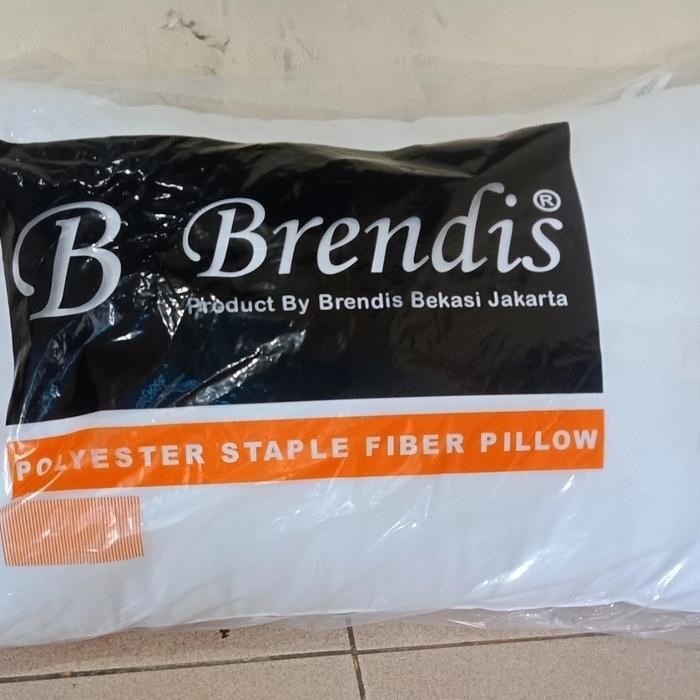 B Brendis®
Product By Brendis Bekasi Jakarta
POLYESTER STAPLE FIBER PILLOW